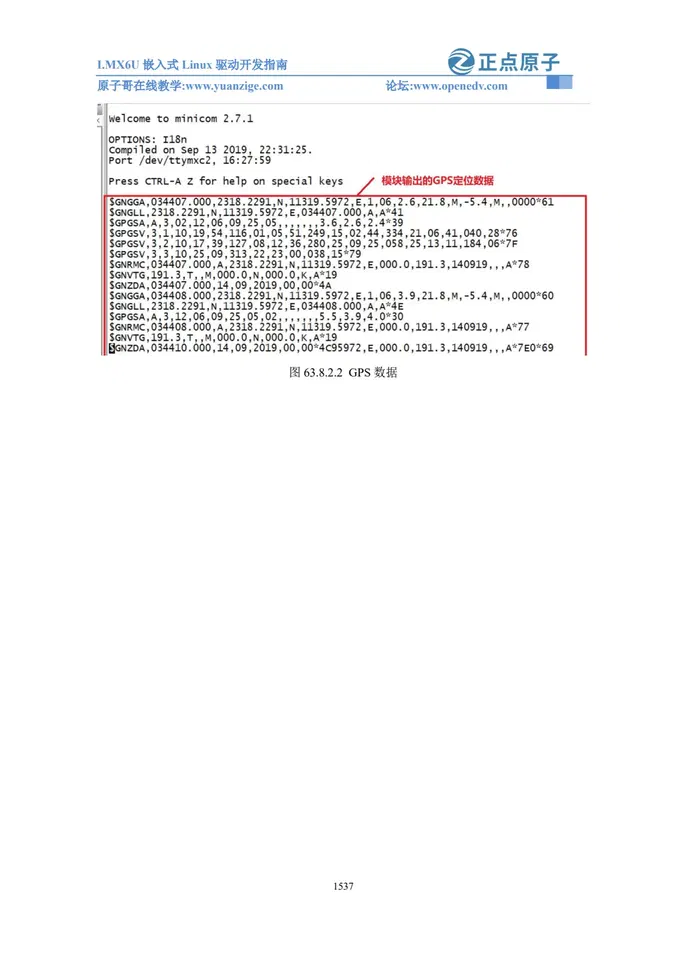 I.MX6U 嵌入式 Linux 驱动开发指南
正点原子
原子哥在线教学:www.yuanzige.com 论坛:www.openedv.com
Welcome to minicom 2.7.1
OPTIONS: I18n
Compiled on Sep 13 2019, 22:31:25.
Port /dev/ttymxc2, 16:27:59
Press CTRL-A Z for help on special keys
模块输出的GPS定位数据
$GNGGA,034407.000,2318.2291,N,11319.5972,E,1,06,2.6,21.8,M,-5.4,M,,0000*61
$GNGLL,2318.2291,N,11319.5972,E,034407.000,A,A*41
$GPGSA,A,3,02,12,06,09,25,05,,,,,,,3.6,2.6,2.4*39
$GPGSV,3,1,10,19,54,116,01,05,51,249,15,02,44,334,21,06,41,040,28*76
$GPGSV,3,2,10,17,39,127,08,12,36,280,25,09,25,058,25,13,11,184,06*7F
$GPGSV,3,3,10,25,09,313,22,23,00,038,15*79
$GNRMC,034407.000,A,2318.2291,N,11319.5972,E,000.0,191.3,140919,,,A*78
$GNVTG,191.3,T,,M,000.0,N,000.0,K,A*19
$GNZDA,034407.000,14,09,2019,00,00*4A
$GNGGA,034408.000,2318.2291,N,11319.5972,E,1,06,3.9,21.8,M,-5.4,M,,0000*60
$GNGLL,2318.2291,N,11319.5972,E,034408.000,A,A*4E
$GPGSA,A,3,12,06,09,25,05,02,,,,,,,5.5,3.9,4.0*30
$GNRMC,034408.000,A,2318.2291,N,11319.5972,E,000.0,191.3,140919,,,A*77
$GNVTG,191.3,T,,M,000.0,N,000.0,K,A*19
$GNZDA,034410.000,14,09,2019,00,00*4C95972,E,000.0,191.3,140919,,,A*7E0*69
图 63.8.2.2 GPS 数据
1537